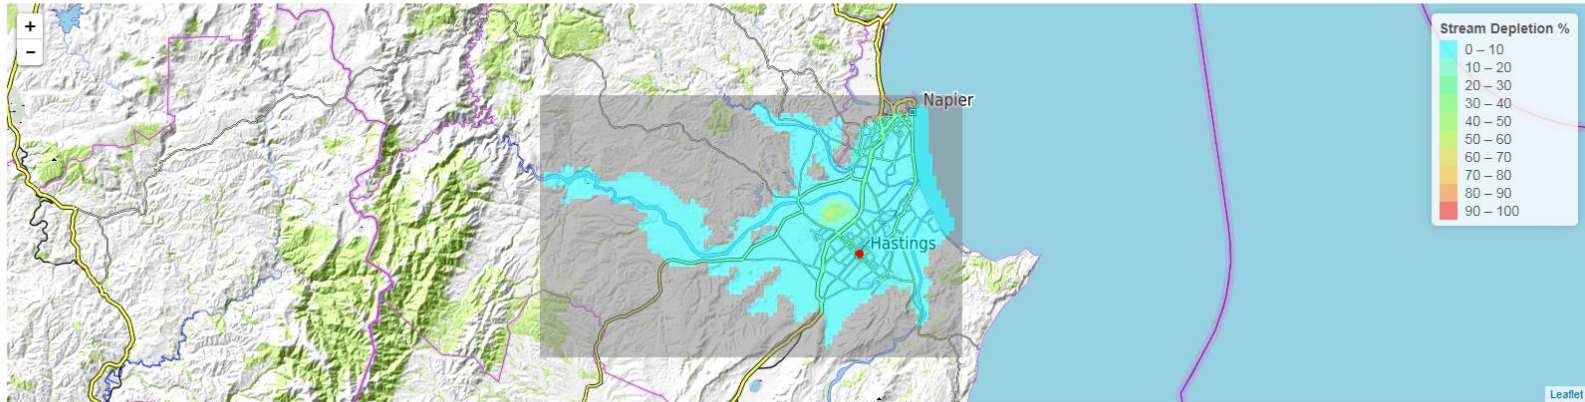 +
−
Stream Depletion %
0 – 10
10 – 20
20 – 30
30 – 40
40 – 50
50 – 60
60 – 70
70 – 80
80 – 90
90 – 100
Napier
Hastings
Leaflet